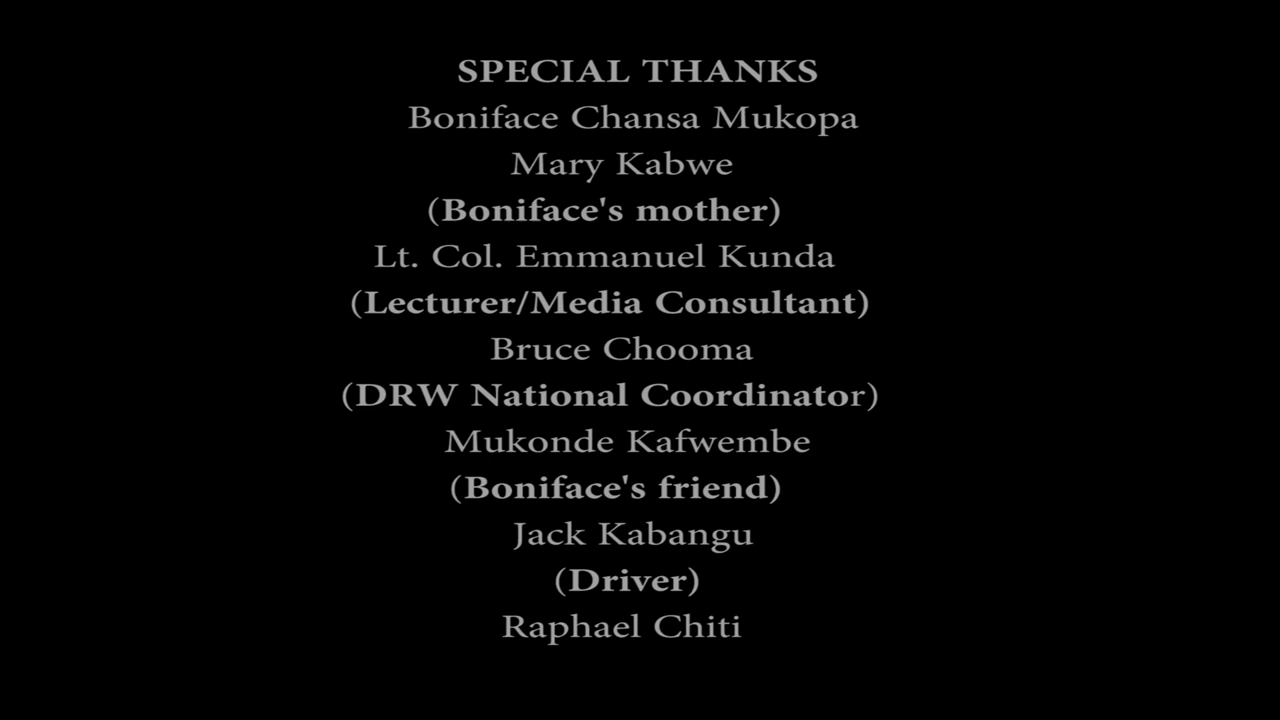 SPECIAL THANKS
Boniface Chansa Mukopa
Mary Kabwe
(Boniface's mother)
Lt. Col. Emmanuel Kunda
(Lecturer/Media Consultant)
Bruce Chooma
(DRW National Coordinator)
Mukonde Kafwembe
(Boniface's friend)
Jack Kabangu
(Driver)
Raphael Chiti